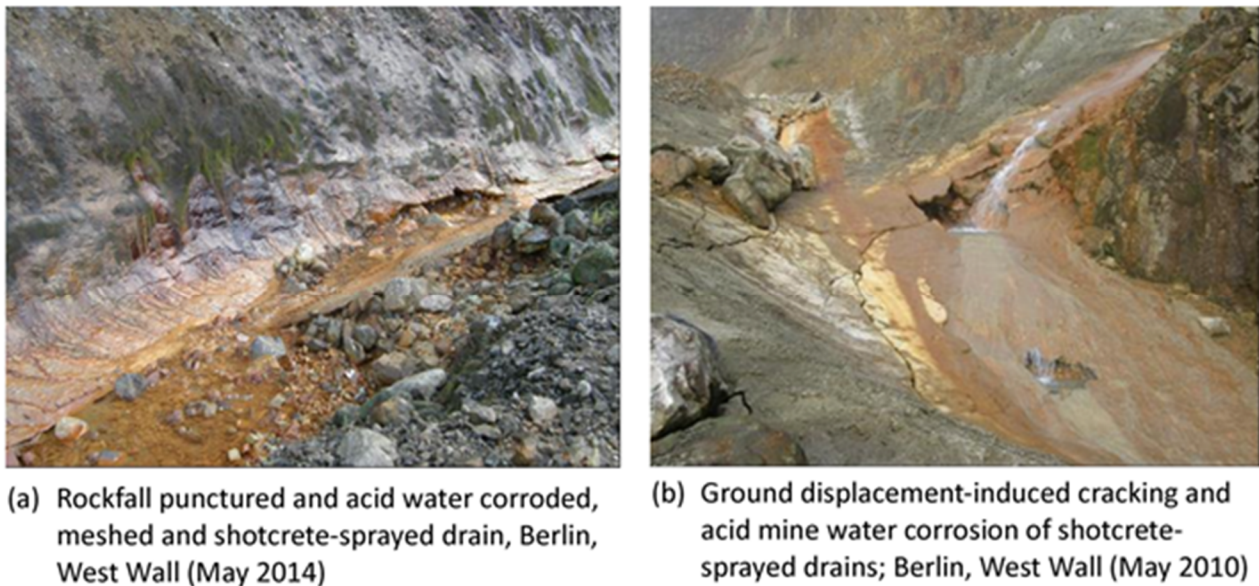 (a) Rockfall punctured and acid water corroded,
meshed and shotcrete-sprayed drain, Berlin,
West Wall (May 2014)
(b) Ground displacement-induced cracking and
acid mine water corrosion of shotcrete-
sprayed drains; Berlin, West Wall (May 2010)